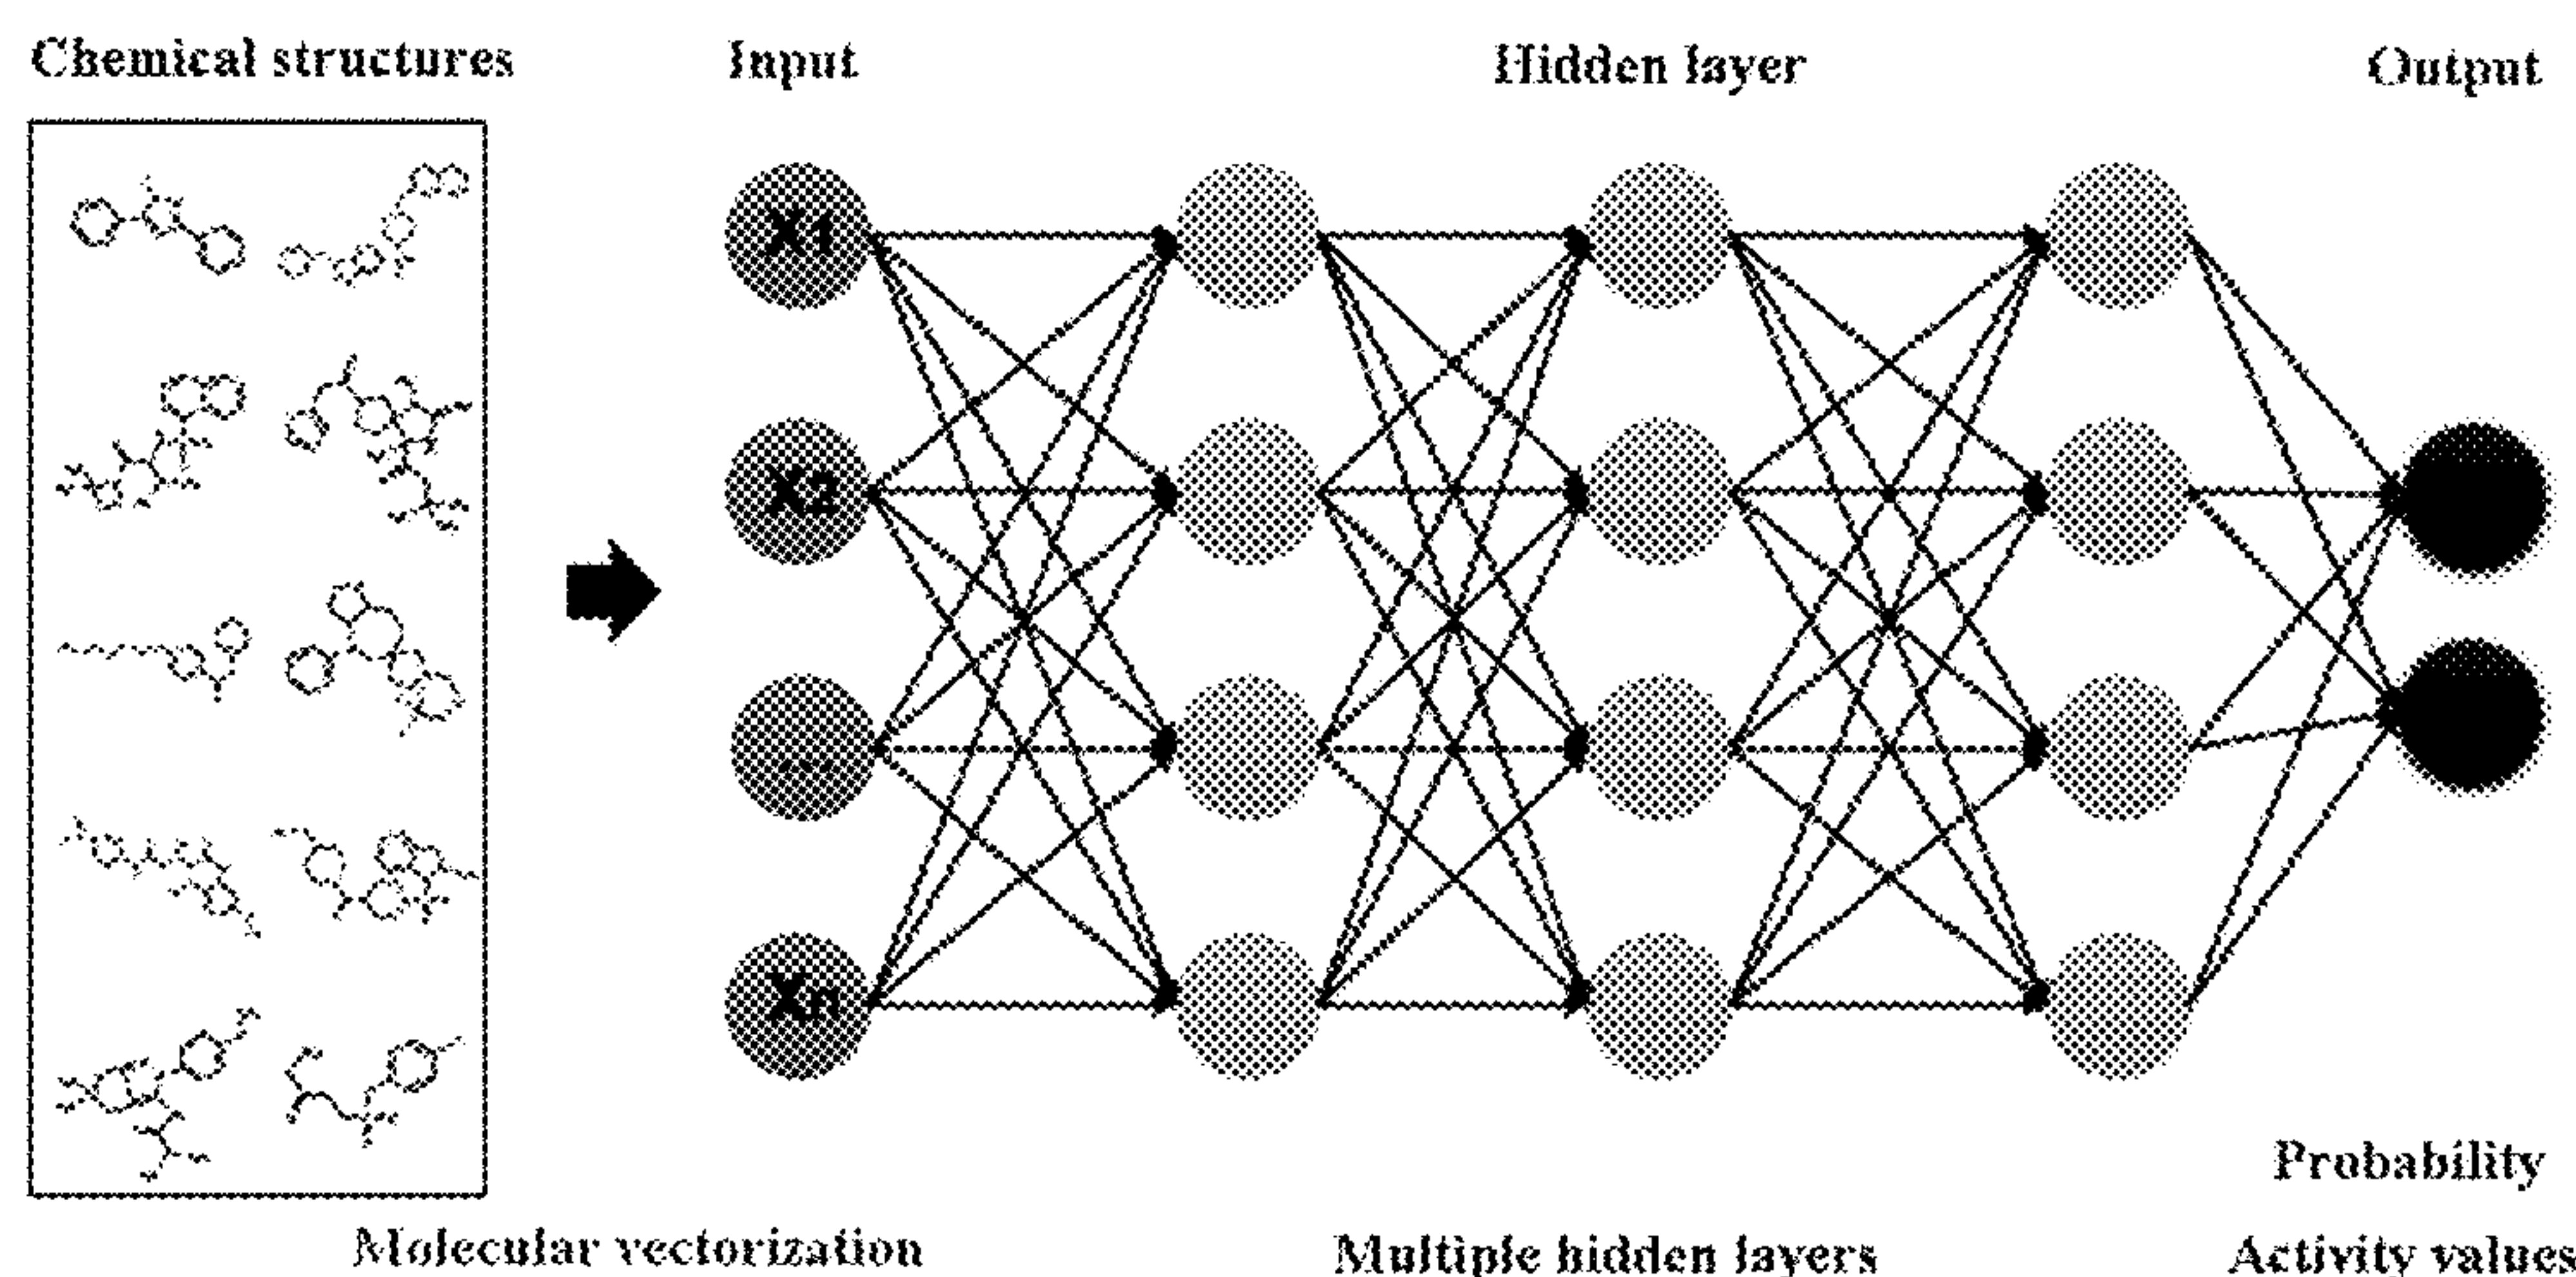 Chemical structures
Input
Hidden layer
Output
X1
X2
...
Xn
Probability
Molecular vectorization
Multiple hidden layers
Activity values